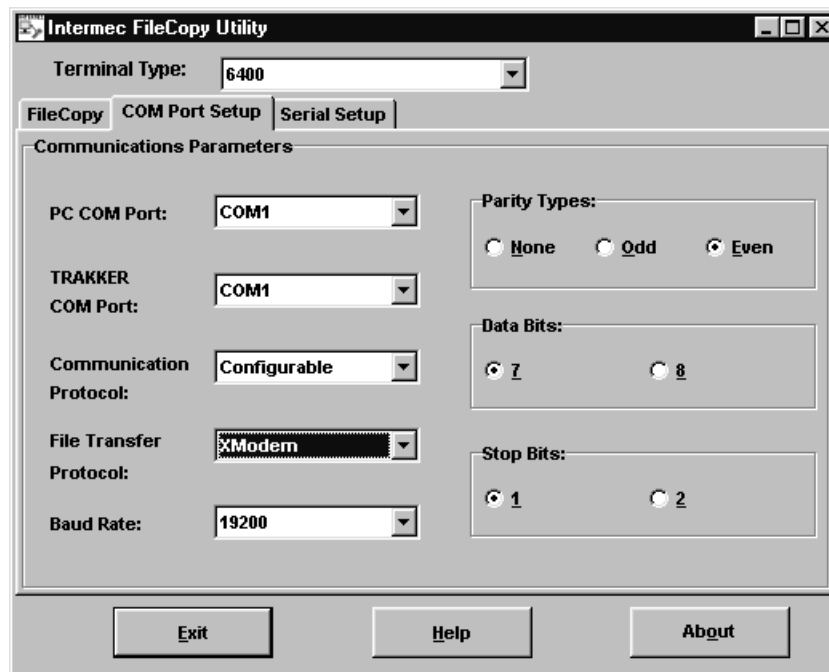 Intermec FileCopy Utility
Terminal Type:
6400
FileCopy
COM Port Setup
Serial Setup
Communications Parameters
PC COM Port:
COM1
TRAKKER
COM Port:
COM1
Communication
Protocol:
Configurable
File Transfer
Protocol:
XModem
Baud Rate:
19200
Parity Types:
None
Odd
Even
Data Bits:
7
8
Stop Bits:
1
2
Exit
Help
About